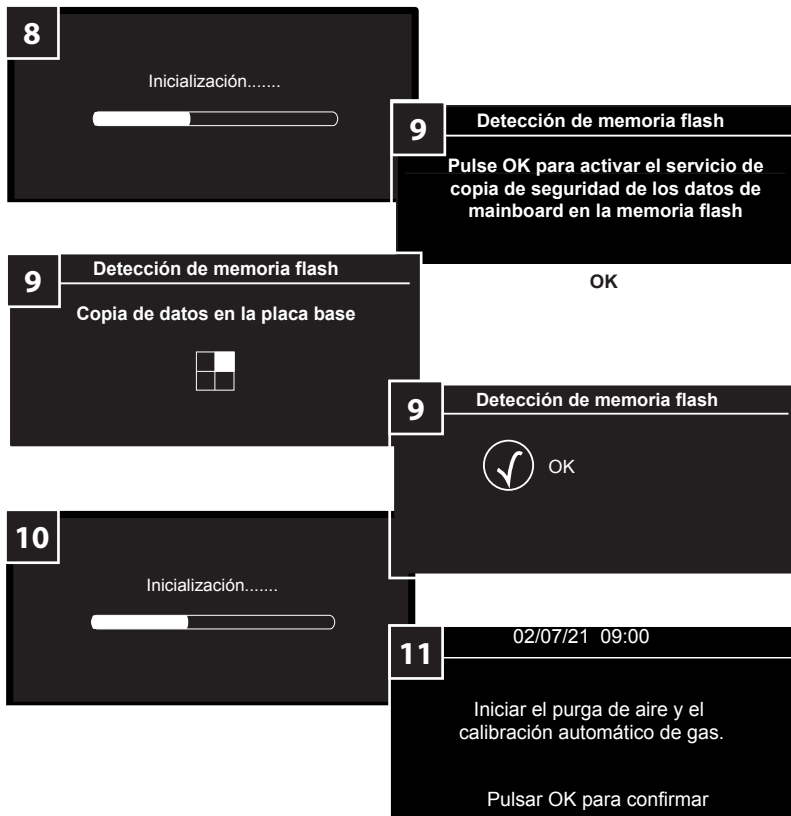 8
Inicialización.......
9
Detección de memoria flash
Pulse OK para activar el servicio de
copia de seguridad de los datos de
mainboard en la memoria flash
OK
9
Detección de memoria flash
Copia de datos en la placa base
9
Detección de memoria flash
OK
10
Inicialización.......
11
02/07/21 09:00
Iniciar el purga de aire y el
calibración automático de gas.
Pulsar OK para confirmar